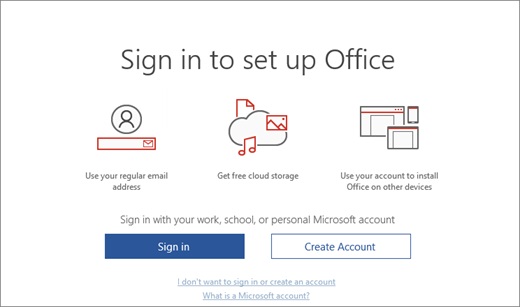 Sign in to set up Office
Use your regular email
address
Get free cloud storage
Use your account to install
Office on other devices
Sign in with your work, school, or personal Microsoft account
Sign in
Create Account
I don't want to sign in or create an account
What is a Microsoft account?